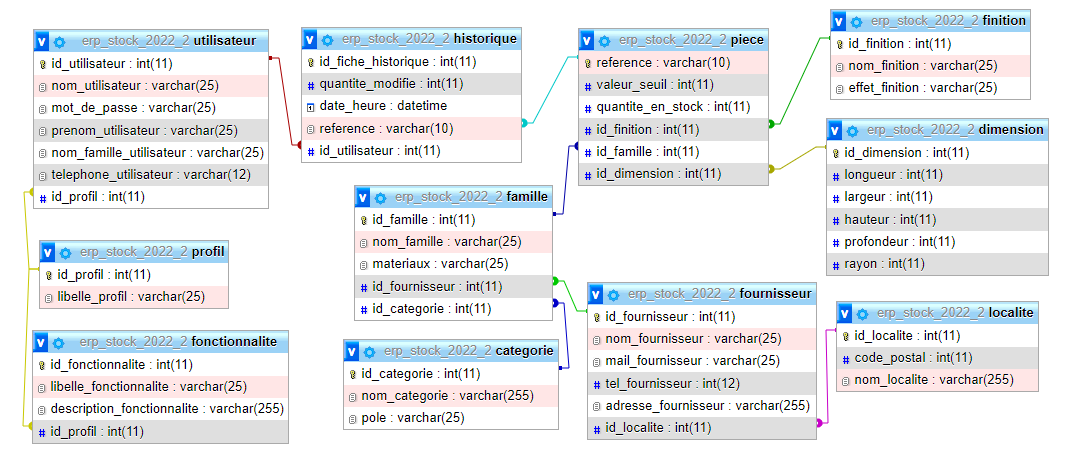 v erp_stock_2022_2 utilisateur
id_utilisateur : int(11)
nom_utilisateur : varchar(25)
mot_de_passe : varchar(25)
prenom_utilisateur : varchar(25)
nom_famille_utilisateur : varchar(25)
telephone_utilisateur : varchar(12)
# id_profil : int(11)
v erp_stock_2022_2 historique
id_fiche_historique : int(11)
# quantite_modifie : int(11)
date_heure : datetime
reference : varchar(10)
# id_utilisateur : int(11)
v erp_stock_2022_2 piece
reference : varchar(10)
# valeur_seuil : int(11)
# quantite_en_stock : int(11)
# id_finition : int(11)
# id_famille : int(11)
# id_dimension : int(11)
v erp_stock_2022_2 finition
id_finition : int(11)
nom_finition : varchar(25)
effet_finition : varchar(25)
v erp_stock_2022_2 dimension
id_dimension : int(11)
# longueur : int(11)
# largeur : int(11)
# hauteur : int(11)
# profondeur : int(11)
# rayon : int(11)
v erp_stock_2022_2 famille
id_famille : int(11)
nom_famille : varchar(25)
materiaux : varchar(25)
# id_fournisseur : int(11)
# id_categorie : int(11)
v erp_stock_2022_2 profil
id_profil : int(11)
libelle_profil : varchar(25)
v erp_stock_2022_2 fournisseur
id_fournisseur : int(11)
nom_fournisseur : varchar(25)
mail_fournisseur : varchar(25)
# tel_fournisseur : int(12)
adresse_fournisseur : varchar(255)
# id_localite : int(11)
v erp_stock_2022_2 localite
id_localite : int(11)
# code_postal : int(11)
nom_localite : varchar(255)
v erp_stock_2022_2 fonctionnalite
id_fonctionnalite : int(11)
libelle_fonctionnalite : varchar(25)
description_fonctionnalite : varchar(255)
# id_profil : int(11)
v erp_stock_2022_2 categorie
id_categorie : int(11)
nom_categorie : varchar(255)
pole : varchar(25)